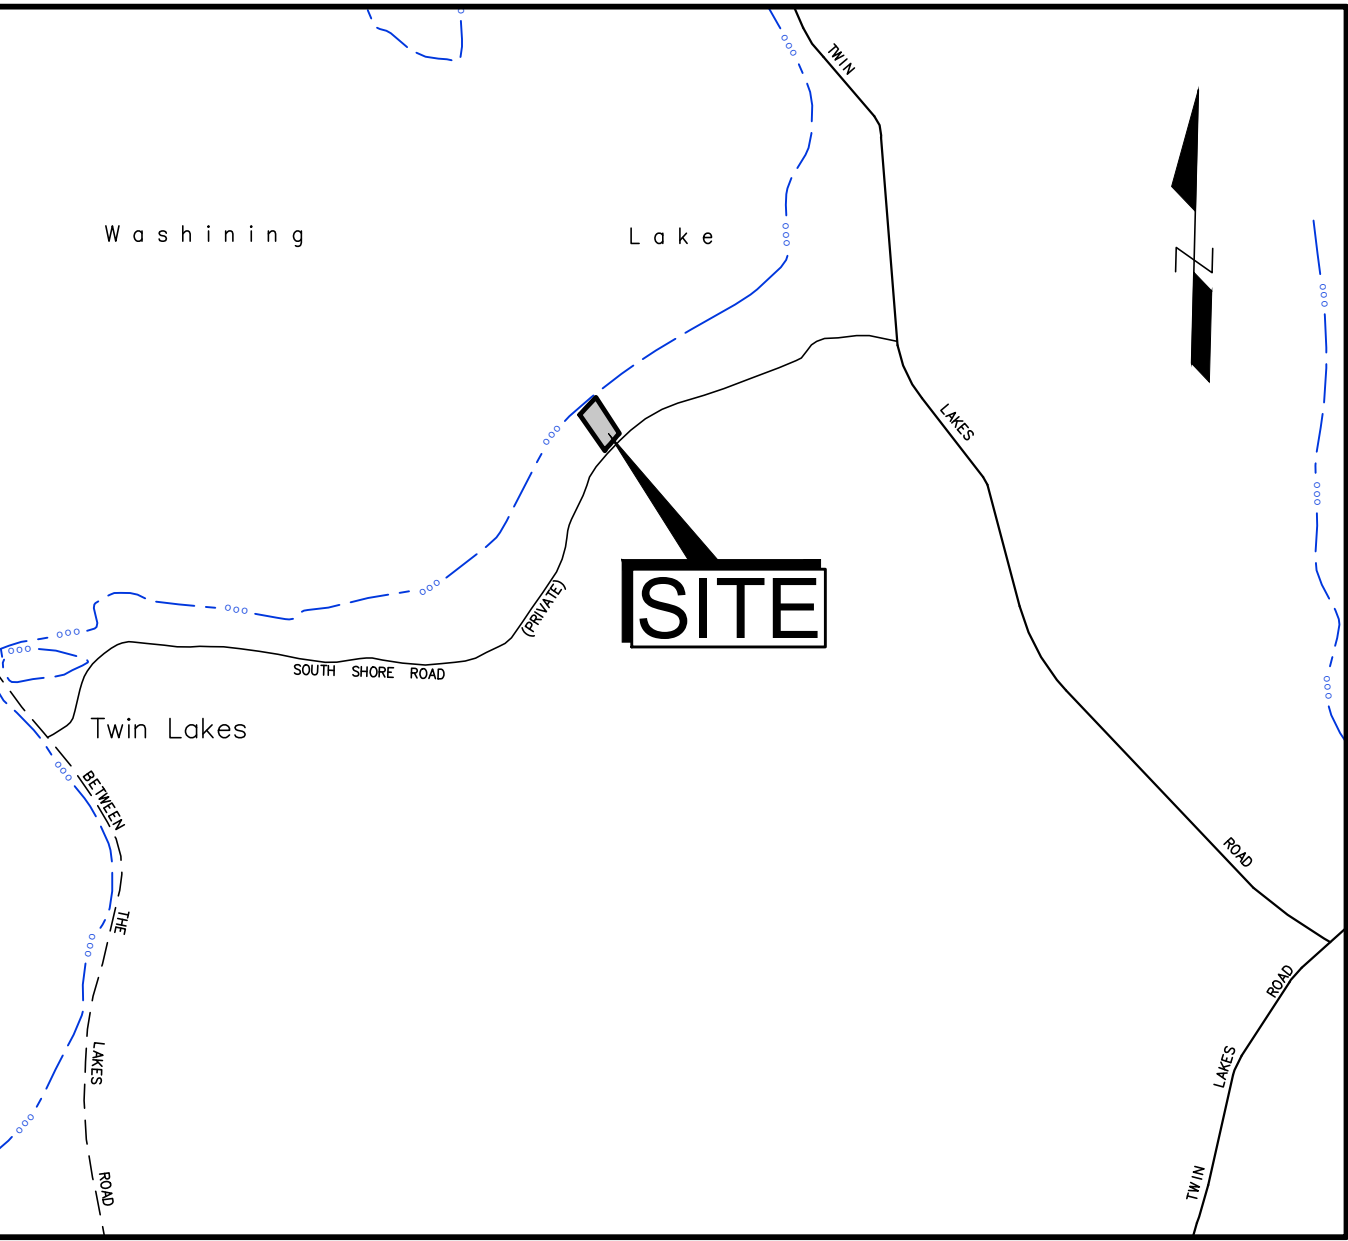 TWIN
Washining Lake
LAKES
SITE
(PRIVATE)
SOUTH SHORE ROAD
Twin Lakes
BETWEEN
THE
LAKES
ROAD
ROAD
ROAD
LAKES
TWIN
N